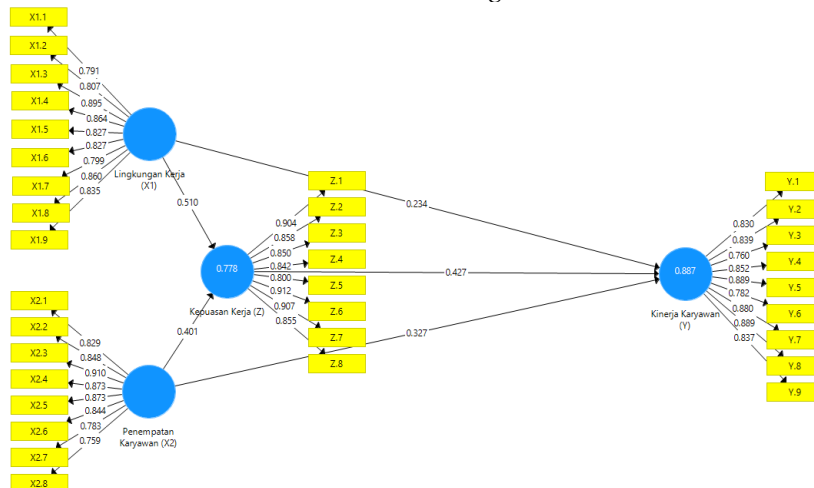 X1.1
X1.2
X1.3
X1.4
X1.5
X1.6
X1.7
X1.8
X1.9
0.791
0.807
0.895
0.864
0.827
0.827
0.799
0.860
0.835
Lingkungan Kerja
(X1)
0.510
0.234
Z.1
Z.2
Z.3
Z.4
Z.5
Z.6
Z.7
Z.8
0.904
0.858
0.850
0.842
0.800
0.912
0.907
0.855
0.778
Kepuasan Kerja (Z)
0.427
0.401
0.327
X2.1
X2.2
X2.3
X2.4
X2.5
X2.6
X2.7
X2.8
0.829
0.848
0.910
0.873
0.873
0.844
0.783
0.759
Penempatan
Karyawan (X2)
0.887
Kinerja Karyawan
(Y)
0.830
0.839
0.760
0.852
0.889
0.782
0.880
0.889
0.837
Y.1
Y.2
Y.3
Y.4
Y.5
Y.6
Y.7
Y.8
Y.9